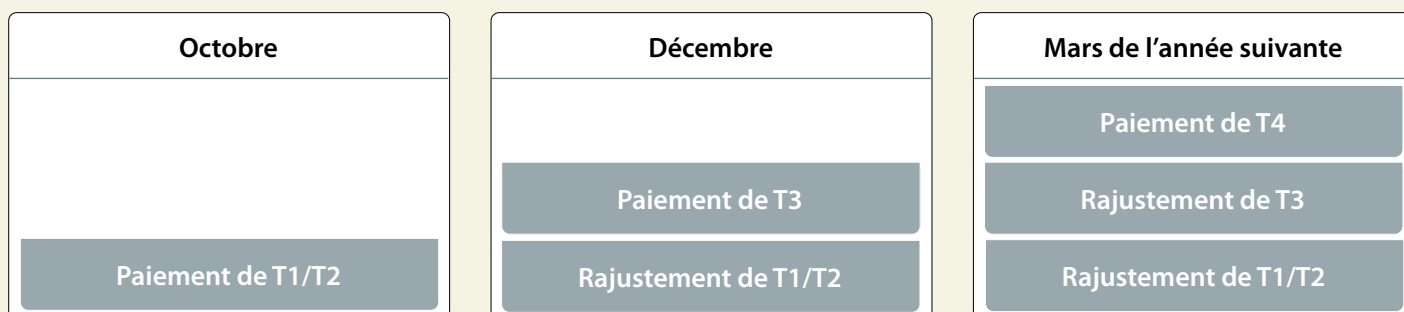 Octobre
Paiement de T1/T2
Décembre
Paiement de T3
Rajustement de T1/T2
Mars de l’année suivante
Paiement de T4
Rajustement de T3
Rajustement de T1/T2